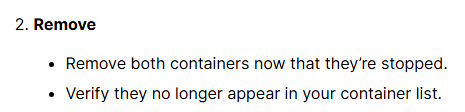 2. Remove
• Remove both containers now that they’re stopped.
• Verify they no longer appear in your container list.